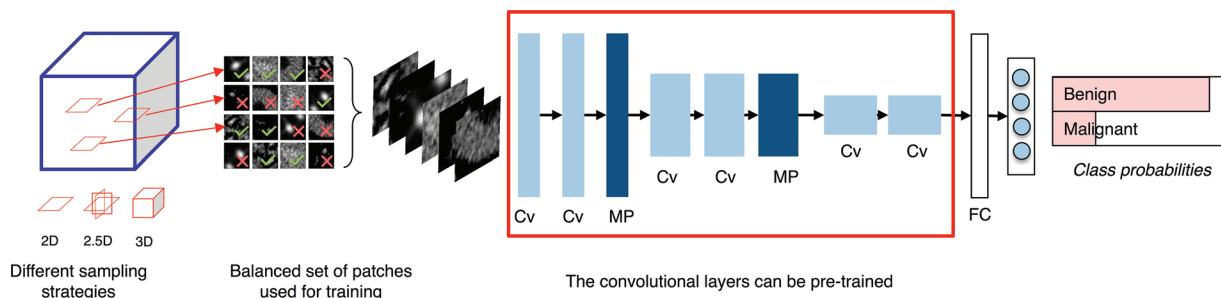 2D 2.5D 3D
Different sampling
strategies
Balanced set of patches
used for training
Cv Cv MP
Cv Cv MP
Cv Cv
The convolutional layers can be pre-trained
FC
Benign
Malignant
Class probabilities